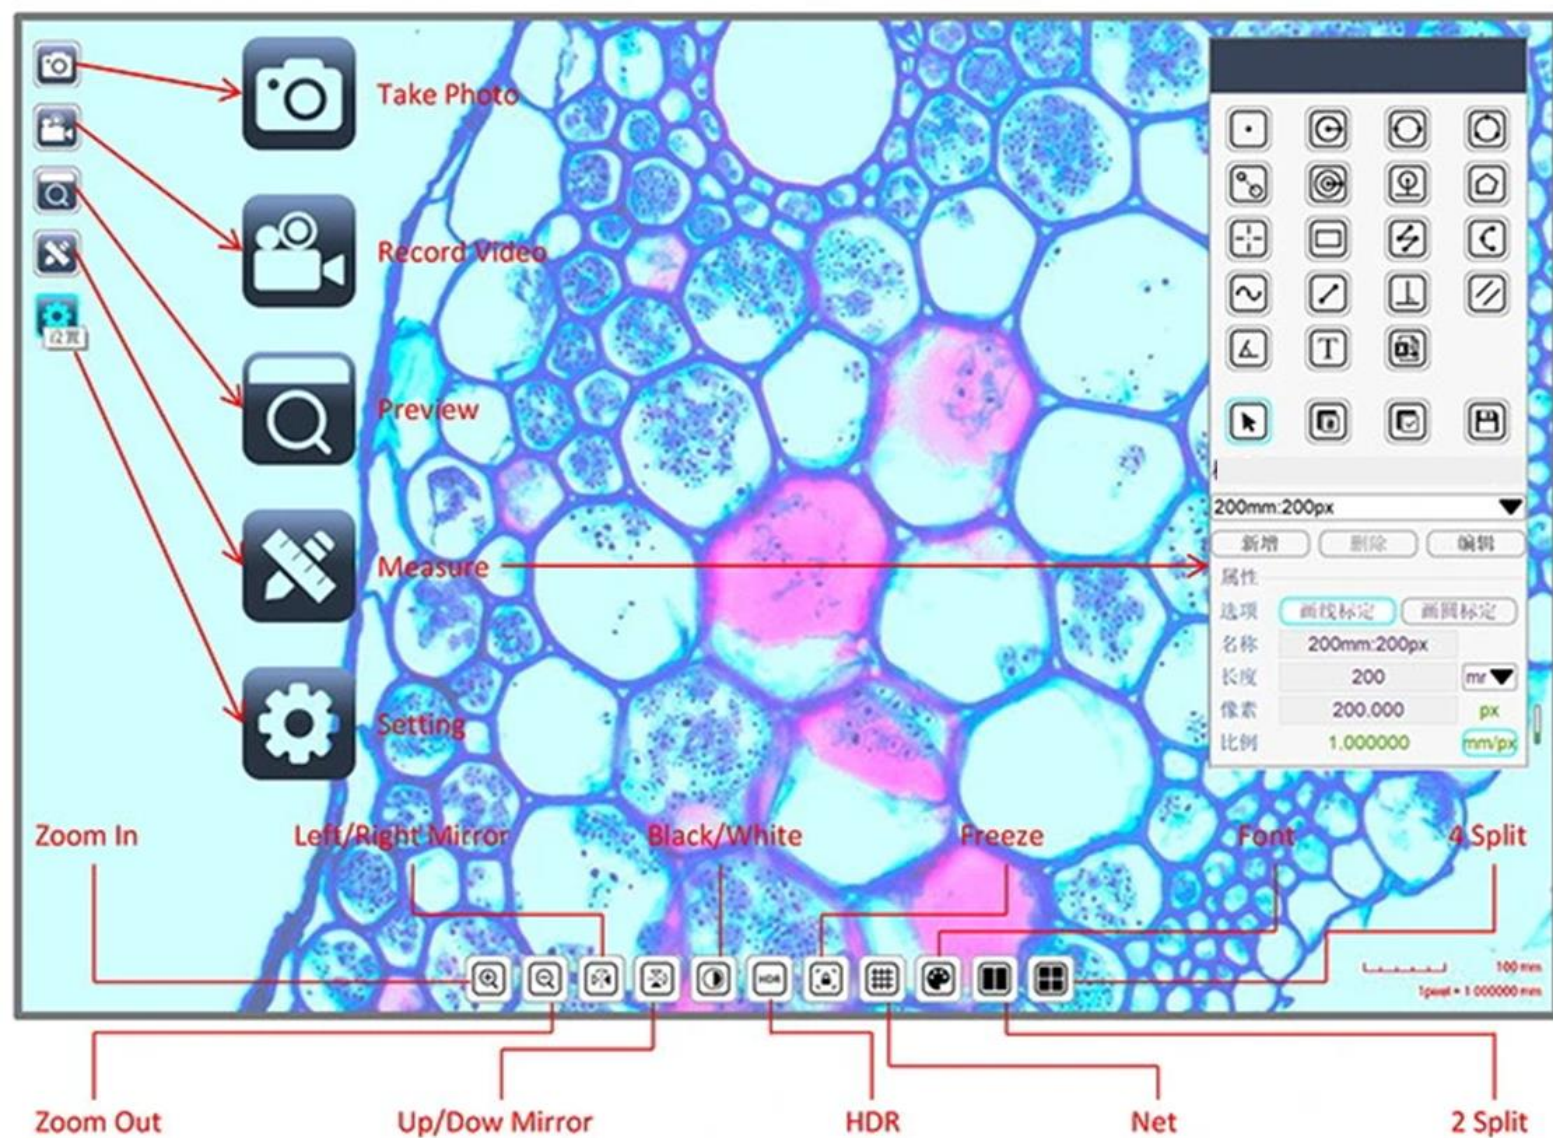 Take Photo
Record Video
Preview
Measure
Setting
设置
T
200mm:200px
新增 删除 编辑
属性
选项 画线标定 画圆标定
名称 200mm:200px
长度 200 mr
像素 200.000 px
比例 1.000000 mm/px
Zoom In Left/Right Mirror Black/White Freeze Font 4 Split
HDR
100 mm
1pixel = 1.000000 mm
Zoom Out Up/Dow Mirror HDR Net 2 Split